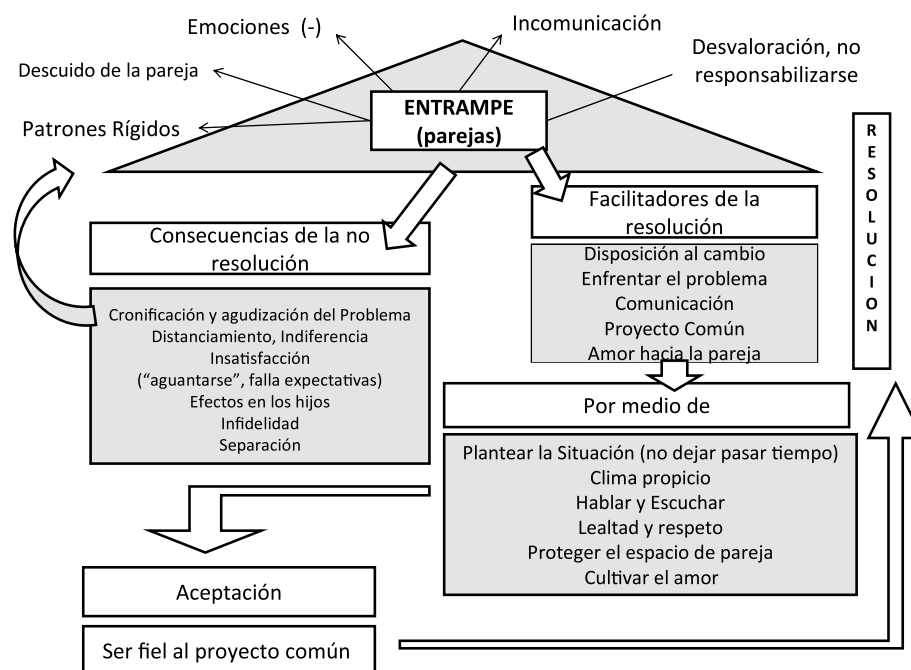 Emociones (-)
Incomunicación
Descuido de la pareja
Desvaloración, no
responsabilizarse
Patrones Rígidos
ENTRAMPE
(parejas)
Consecuencias de la no
resolución
Cronificación y agudización del Problema
Distanciamiento, Indiferencia
Insatisfacción
(“aguantarse”, falla expectativas)
Efectos en los hijos
Infidelidad
Separación
Facilitadores de la
resolución
Disposición al cambio
Enfrentar el problema
Comunicación
Proyecto Común
Amor hacia la pareja
Por medio de
Plantear la Situación (no dejar pasar tiempo)
Clima propicio
Hablar y Escuchar
Lealtad y respeto
Proteger el espacio de pareja
Cultivar el amor
Aceptación
Ser fiel al proyecto común
RESOLUCION